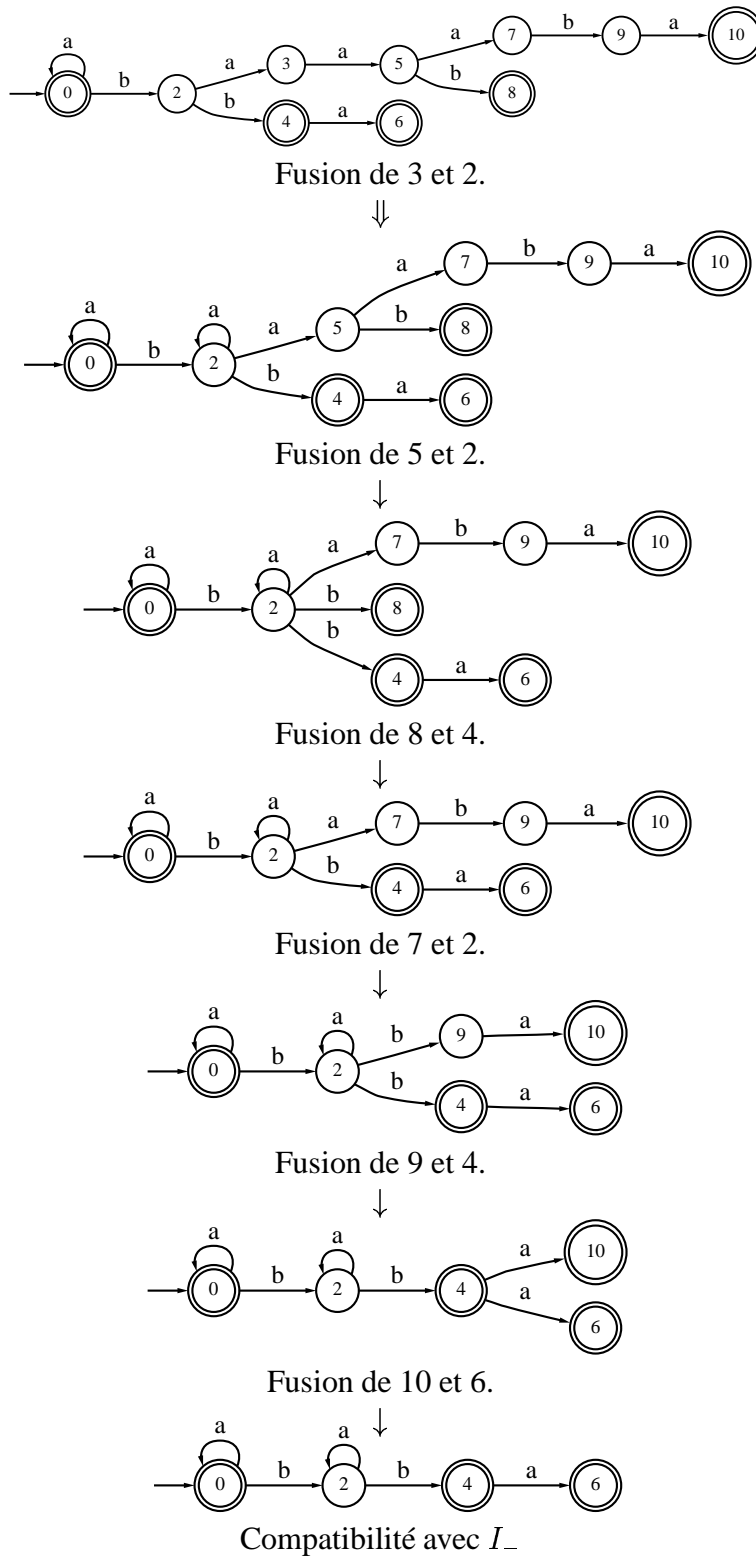 a a 7 b 9 a 10
a 3 a 5
0 b 2 b 8
b 4 a 6
Fusion de 3 et 2.
⇓
7 b 9 a 10
a
a a 5 b 8
0 b 2 a
b 4 a 6
Fusion de 5 et 2.
↓
a 7 b 9 a 10
a a
0 b 2 b 8
b
4 a 6
Fusion de 8 et 4.
↓
a a a 7 b 9 a 10
0 b 2 b 4 a 6
Fusion de 7 et 2.
↓
a a b 9 a 10
0 b 2 b 4 a 6
Fusion de 9 et 4.
↓
a a a 10
0 b 2 b 4 a
6
Fusion de 10 et 6.
↓
a a
0 b 2 b 4 a 6
Compatibilité avec I_